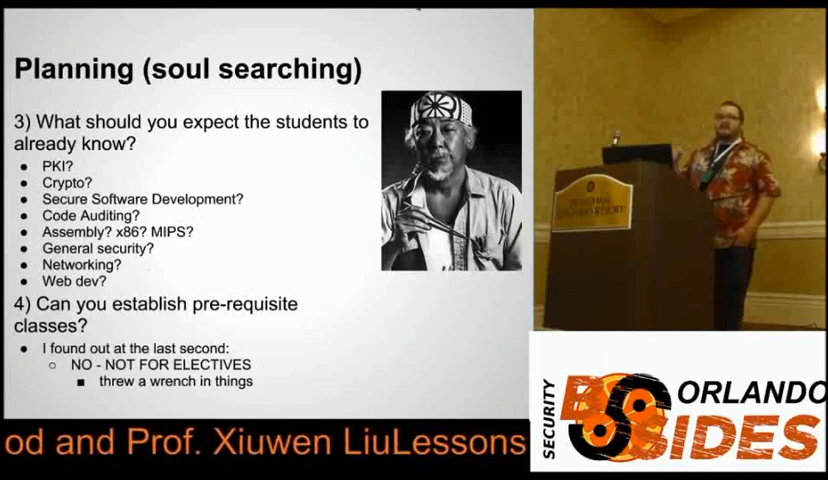 Planning (soul searching)
3) What should you expect the students to
already know?
● PKI?
● Crypto?
● Secure Software Development?
● Code Auditing?
● Assembly? x86? MIPS?
● General security?
● Networking?
● Web dev?
4) Can you establish pre-requisite
classes?
● I found out at the last second:
○ NO - NOT FOR ELECTIVES
■ threw a wrench in things
od and Prof. Xiuwen LiuLessons
SECURITY
BSIDES
ORLANDO